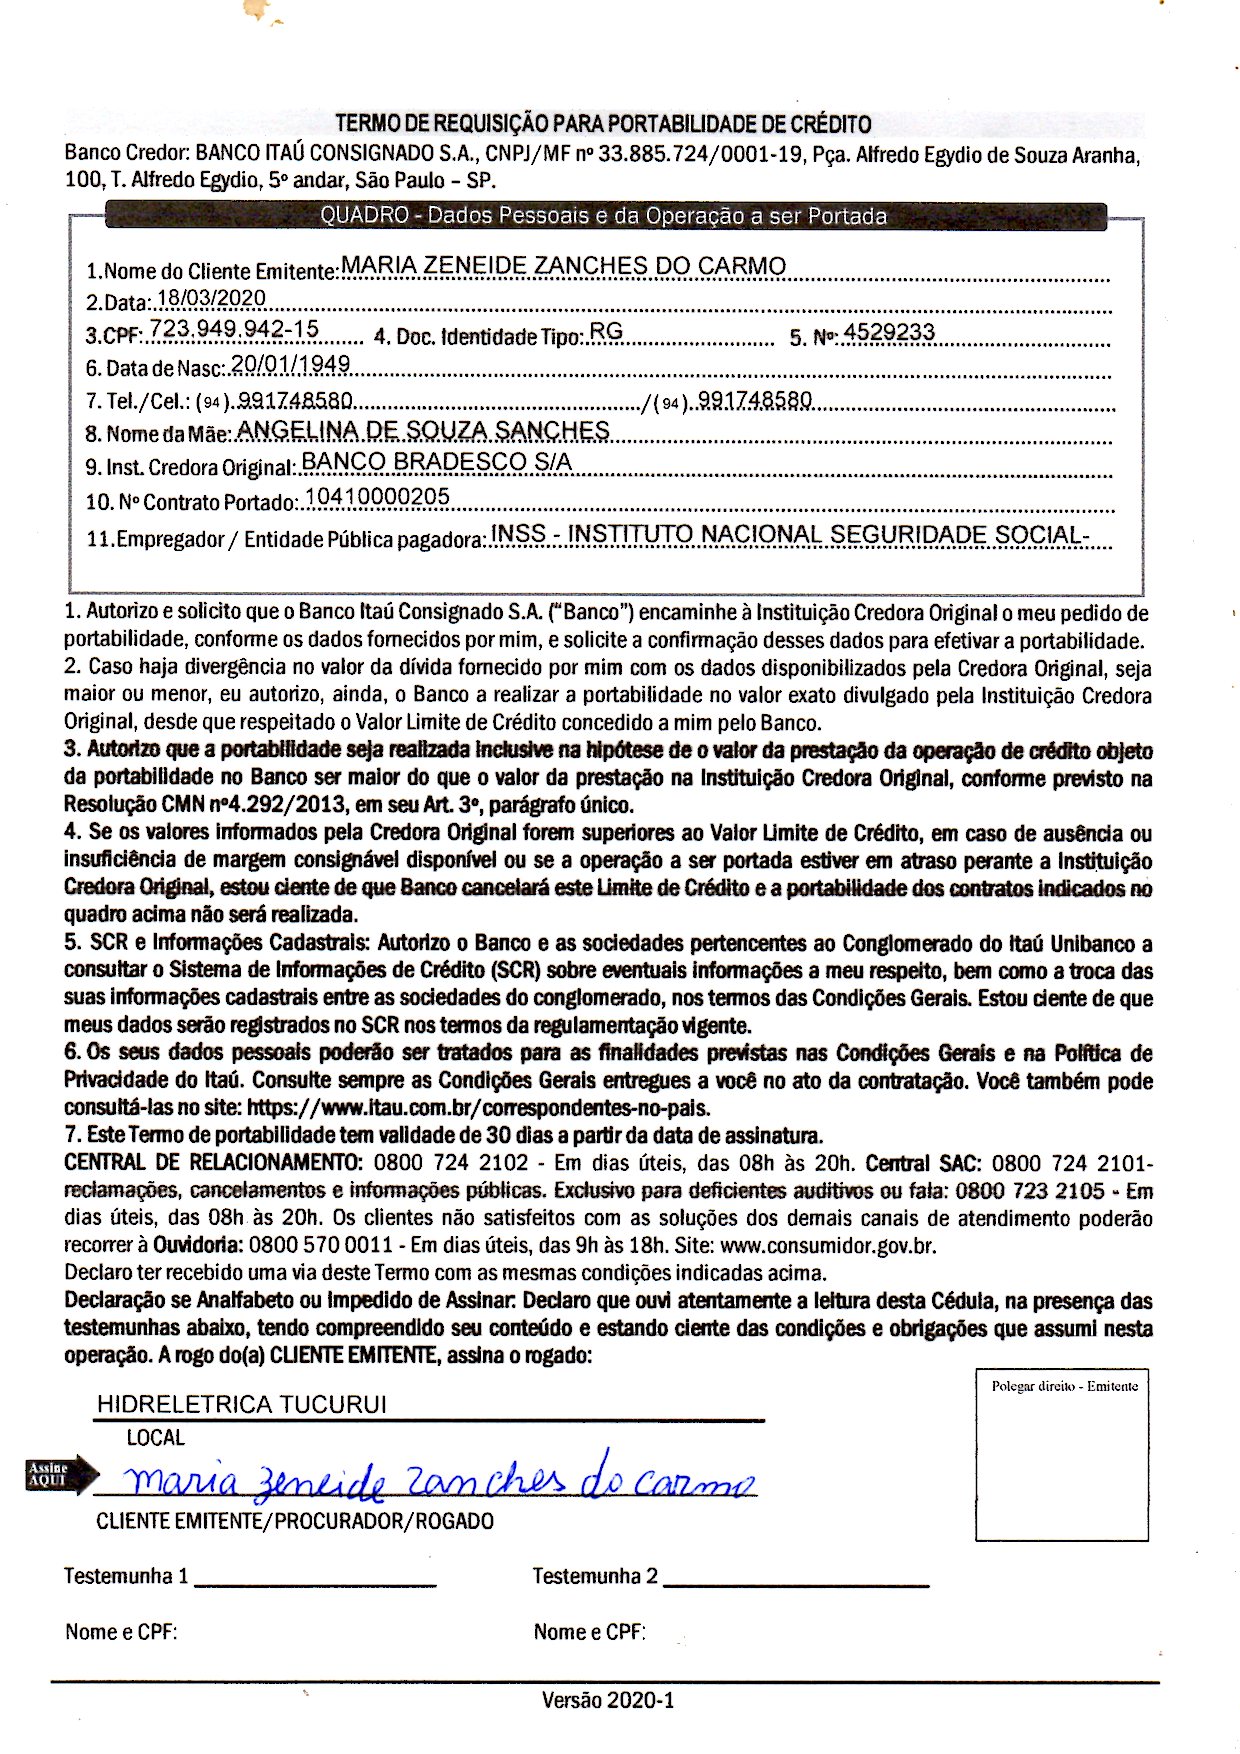 TERMO DE REQUISIÇÃO PARA PORTABILIDADE DE CRÉDITO
Banco Credor: BANCO ITAÚ CONSIGNADO S.A., CNPJ/MF nº 33.885.724/0001-19, Pça. Alfredo Egydio de Souza Aranha,
100, T. Alfredo Egydio, 5º andar, São Paulo – SP.
QUADRO - Dados Pessoais e da Operação a ser Portada
1.Nome do Cliente Emitente: MARIA ZENEIDE ZANCHES DO CARMO
2.Data: 18/03/2020
3.CPF: 723.949.942-15 4. Doc. Identidade Tipo: RG 5. Nº: 4529233
6. Data de Nasc: 20/01/1949
7. Tel./Cel.: (94) 991748580 /(94) 991748580
8. Nome da Mãe: ANGELINA DE SOUZA SANCHES
9. Inst. Credora Original: BANCO BRADESCO S/A
10. Nº Contrato Portado: 10410000205
11.Empregador / Entidade Pública pagadora: INSS - INSTITUTO NACIONAL SEGURIDADE SOCIAL-
1. Autorizo e solicito que o Banco Itaú Consignado S.A. (“Banco”) encaminhe à Instituição Credora Original o meu pedido de
portabilidade, conforme os dados fornecidos por mim, e solicite a confirmação desses dados para efetivar a portabilidade.
2. Caso haja divergência no valor da dívida fornecido por mim com os dados disponibilizados pela Credora Original, seja
maior ou menor, eu autorizo, ainda, o Banco a realizar a portabilidade no valor exato divulgado pela Instituição Credora
Original, desde que respeitado o Valor Limite de Crédito concedido a mim pelo Banco.
3. Autorizo que a portabilidade seja realizada inclusive na hipótese de o valor da prestação da operação de crédito objeto
da portabilidade no Banco ser maior do que o valor da prestação na Instituição Credora Original, conforme previsto na
Resolução CMN nº4.292/2013, em seu Art. 3º, parágrafo único.
4. Se os valores informados pela Credora Original forem superiores ao Valor Limite de Crédito, em caso de ausência ou
insuficiência de margem consignável disponível ou se a operação a ser portada estiver em atraso perante a Instituição
Credora Original, estou ciente de que Banco cancelará este Limite de Crédito e a portabilidade dos contratos indicados no
quadro acima não será realizada.
5. SCR e Informações Cadastrais: Autorizo o Banco e as sociedades pertencentes ao Conglomerado do Itaú Unibanco a
consultar o Sistema de Informações de Crédito (SCR) sobre eventuais informações a meu respeito, bem como a troca das
suas informações cadastrais entre as sociedades do conglomerado, nos termos das Condições Gerais. Estou ciente de que
meus dados serão registrados no SCR nos termos da regulamentação vigente.
6. Os seus dados pessoais poderão ser tratados para as finalidades previstas nas Condições Gerais e na Política de
Privacidade do Itaú. Consulte sempre as Condições Gerais entregues a você no ato da contratação. Você também pode
consultá-las no site: https://www.itau.com.br/correspondentes-no-pais.
7. Este Termo de portabilidade tem validade de 30 dias a partir da data de assinatura.
CENTRAL DE RELACIONAMENTO: 0800 724 2102 - Em dias úteis, das 08h às 20h. Central SAC: 0800 724 2101-
reclamações, cancelamentos e informações públicas. Exclusivo para deficientes auditivos ou fala: 0800 723 2105 - Em
dias úteis, das 08h às 20h. Os clientes não satisfeitos com as soluções dos demais canais de atendimento poderão
recorrer à Ouvidoria: 0800 570 0011 - Em dias úteis, das 9h às 18h. Site: www.consumidor.gov.br.
Declaro ter recebido uma via deste Termo com as mesmas condições indicadas acima.
Declaração se Analfabeto ou Impedido de Assinar: Declaro que ouvi atentamente a leitura desta Cédula, na presença das
testemunhas abaixo, tendo compreendido seu conteúdo e estando ciente das condições e obrigações que assumi nesta
operação. A rogo do(a) CLIENTE EMITENTE, assina o rogado:
Polegar direito - Emitente
HIDRELETRICA TUCURUI
LOCAL
Assine
AQUI
maria zeneide zanches do carmo
CLIENTE EMITENTE/PROCURADOR/ROGADO
Testemunha 1 Testemunha 2
Nome e CPF: Nome e CPF:
Versão 2020-1